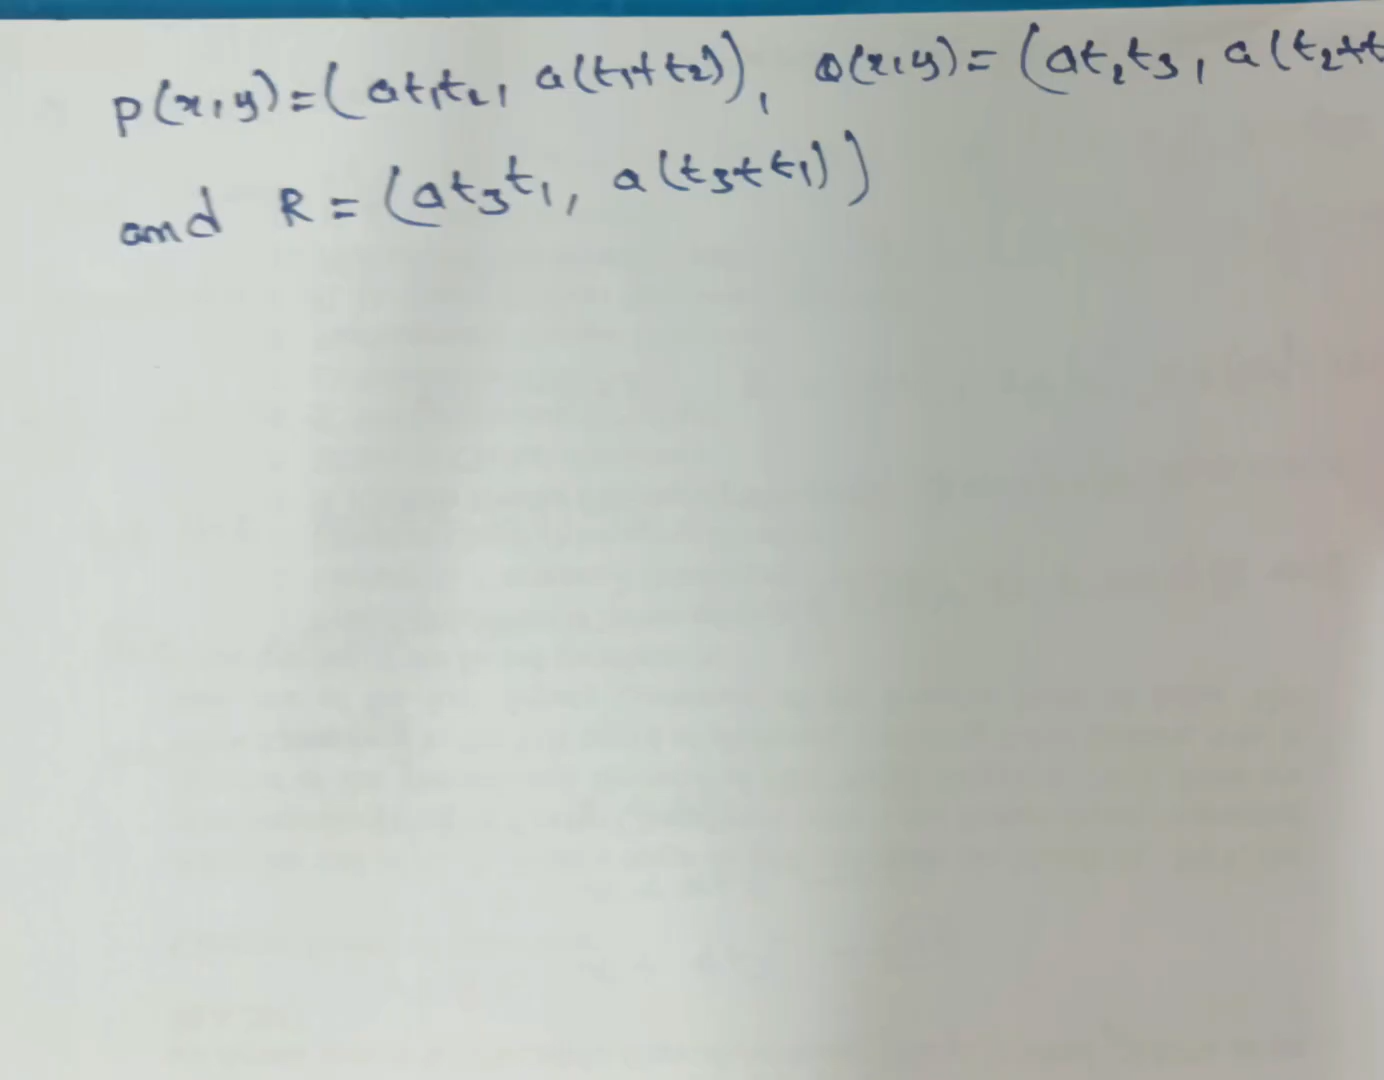 P(x,y)=(at₁t₂, a(t₁+t₂)), Q(x,y)=(at₂t₃, a(t₂+t
and R = (at₃t₁, a(t₃+t₁))